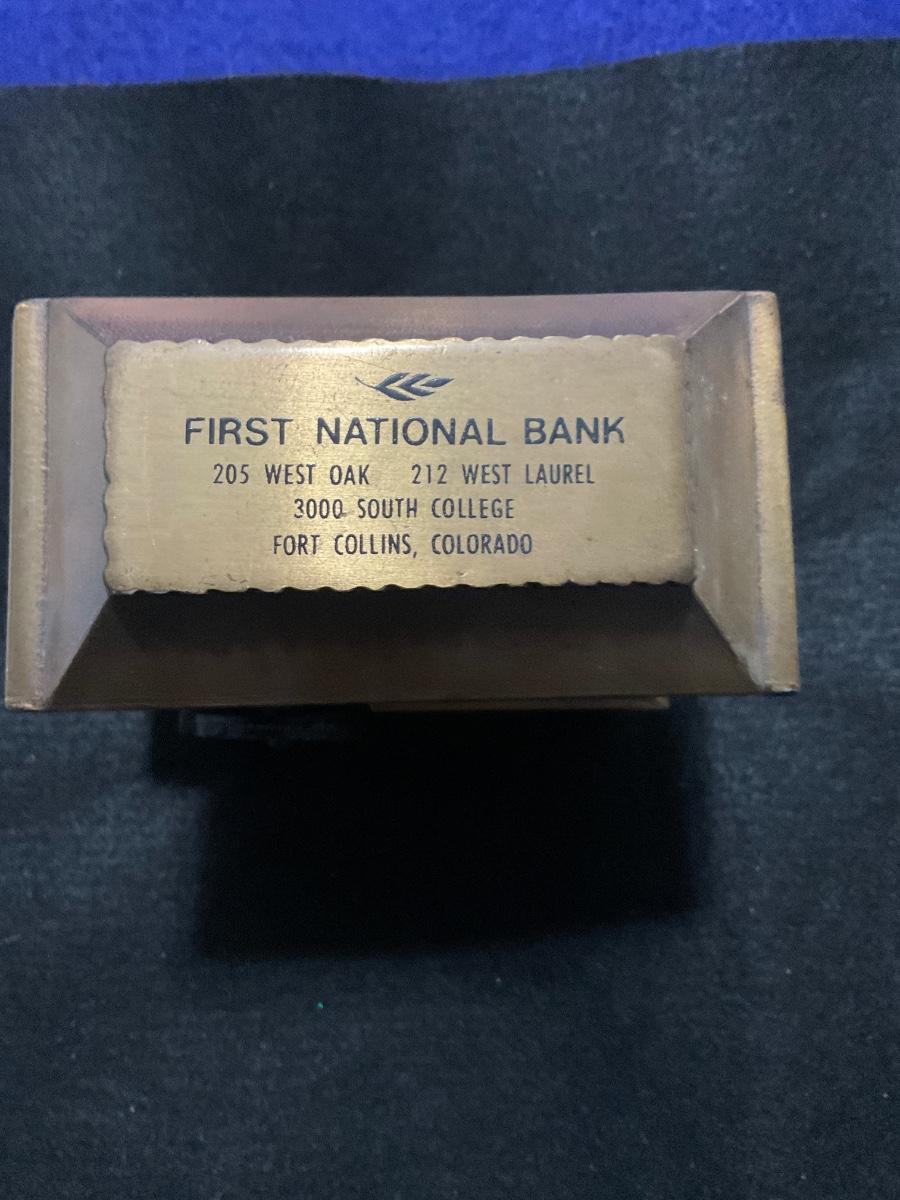 FIRST NATIONAL BANK
205 WEST OAK 212 WEST LAUREL
3000 SOUTH COLLEGE
FORT COLLINS, COLORADO